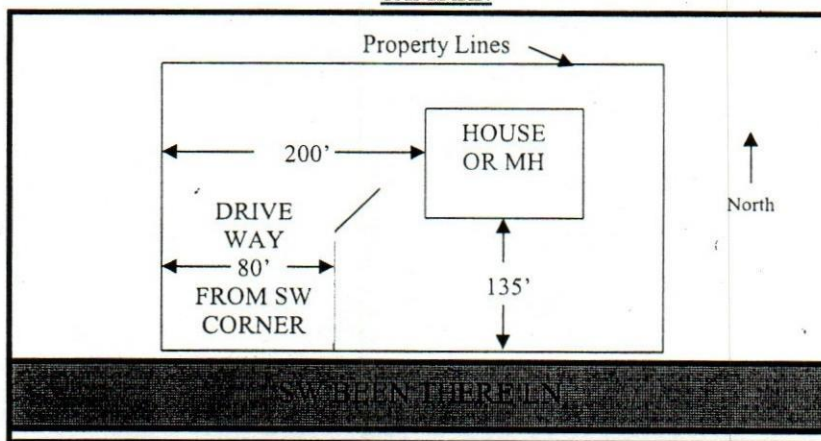 Property Lines
HOUSE
OR MH
200'
North
DRIVE
WAY
80'
FROM SW
CORNER
135'
SW BEEN THERE LN